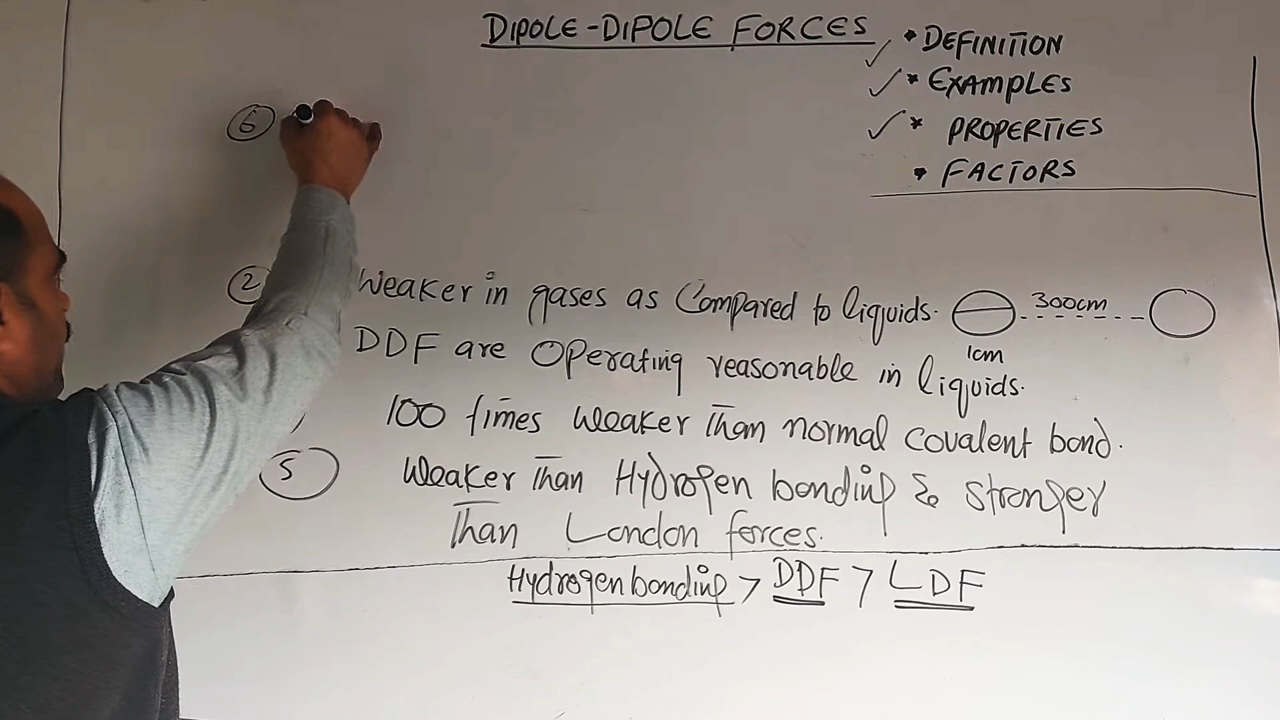 DIPOLE-DIPOLE FORCES
✓ * DEFINITION
✓ * EXAMPLES
✓ * PROPERTIES
• FACTORS
6
2 Weaker in gases as Compared to liquids. 300cm
1cm
DDF are Operating reasonable in liquids.
100 times weaker Than normal covalent bond.
5 Weaker Than Hydrogen bonding & stronger
Than London forces.
Hydrogen bonding > DDF > LDF